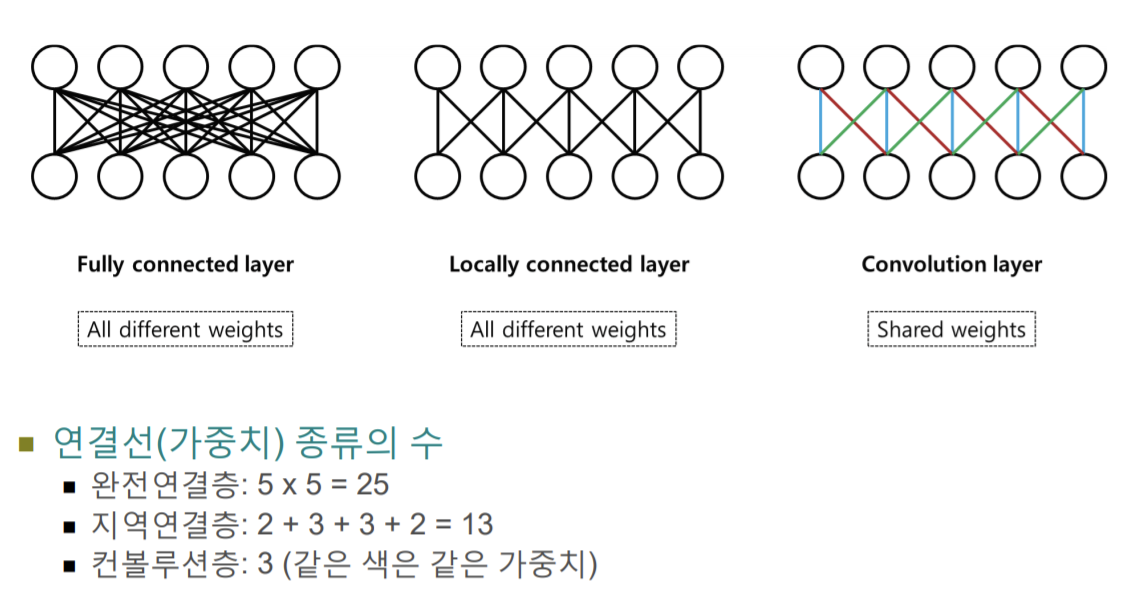 Fully connected layer
Locally connected layer
Convolution layer
All different weights
All different weights
Shared weights
연결선(가중치) 종류의 수
완전연결층: 5 x 5 = 25
지역연결층: 2 + 3 + 3 + 2 = 13
컨볼루션층: 3 (같은 색은 같은 가중치)